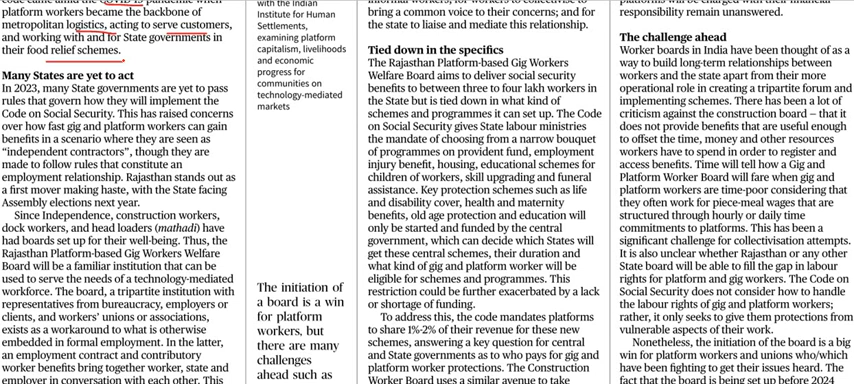 code came amid the COVID-19 pandemic when
platform workers became the backbone of
metropolitan logistics, acting to serve customers,
and working with and for State governments in
their food relief schemes.
Many States are yet to act
In 2023, many State governments are yet to pass
rules that govern how they will implement the
Code on Social Security. This has raised concerns
over how fast gig and platform workers can gain
benefits in a scenario where they are seen as
“independent contractors”, though they are
made to follow rules that constitute an
employment relationship. Rajasthan stands out as
a first mover making haste, with the State facing
Assembly elections next year.
Since Independence, construction workers,
dock workers, and head loaders (mathadi) have
had boards set up for their well-being. Thus, the
Rajasthan Platform-based Gig Workers Welfare
Board will be a familiar institution that can be
used to serve the needs of a technology-mediated
workforce. The board, a tripartite institution with
representatives from bureaucracy, employers or
clients, and workers’ unions or associations,
exists as a workaround to what is otherwise
embedded in formal employment. In the latter,
an employment contract and contributory
worker benefits bring together worker, state and
employer in conversation with each other. This
with the Indian
Institute for Human
Settlements,
examining platform
capitalism, livelihoods
and economic
progress for
communities on
technology-mediated
markets
The initiation of
a board is a win
for platform
workers, but
there are many
challenges
ahead such as
informal workers, for workers to collectivise to
bring a common voice to their concerns; and for
the state to liaise and mediate this relationship.
Tied down in the specifics
The Rajasthan Platform-based Gig Workers
Welfare Board aims to deliver social security
benefits to between three to four lakh workers in
the State but is tied down in what kind of
schemes and programmes it can set up. The Code
on Social Security gives State labour ministries
the mandate of choosing from a narrow bouquet
of programmes on provident fund, employment
injury benefit, housing, educational schemes for
children of workers, skill upgrading and funeral
assistance. Key protection schemes such as life
and disability cover, health and maternity
benefits, old age protection and education will
only be started and funded by the central
government, which can decide which States will
get these central schemes, their duration and
what kind of gig and platform worker will be
eligible for schemes and programmes. This
restriction could be further exacerbated by a lack
or shortage of funding.
To address this, the code mandates platforms
to share 1%-2% of their revenue for these new
schemes, answering a key question for central
and State governments as to who pays for gig and
platform worker protections. The Construction
Worker Board uses a similar avenue to take
platforms will be charged with their financial
responsibility remain unanswered.
The challenge ahead
Worker boards in India have been thought of as a
way to build long-term relationships between
workers and the state apart from their more
operational role in creating a tripartite forum and
implementing schemes. There has been a lot of
criticism against the construction board — that it
does not provide benefits that are useful enough
to offset the time, money and other resources
workers have to spend in order to register and
access benefits. Time will tell how a Gig and
Platform Worker Board will fare when gig and
platform workers are time-poor considering that
they often work for piece-meal wages that are
structured through hourly or daily time
commitments to platforms. This has been a
significant challenge for collectivisation attempts.
It is also unclear whether Rajasthan or any other
State board will be able to fill the gap in labour
rights for platform and gig workers. The Code on
Social Security does not consider how to handle
the labour rights of gig and platform workers;
rather, it only seeks to give them protections from
vulnerable aspects of their work.
Nonetheless, the initiation of the board is a big
win for platform workers and unions who/which
have been fighting to get their issues heard. The
fact that the board is being set up before 2024